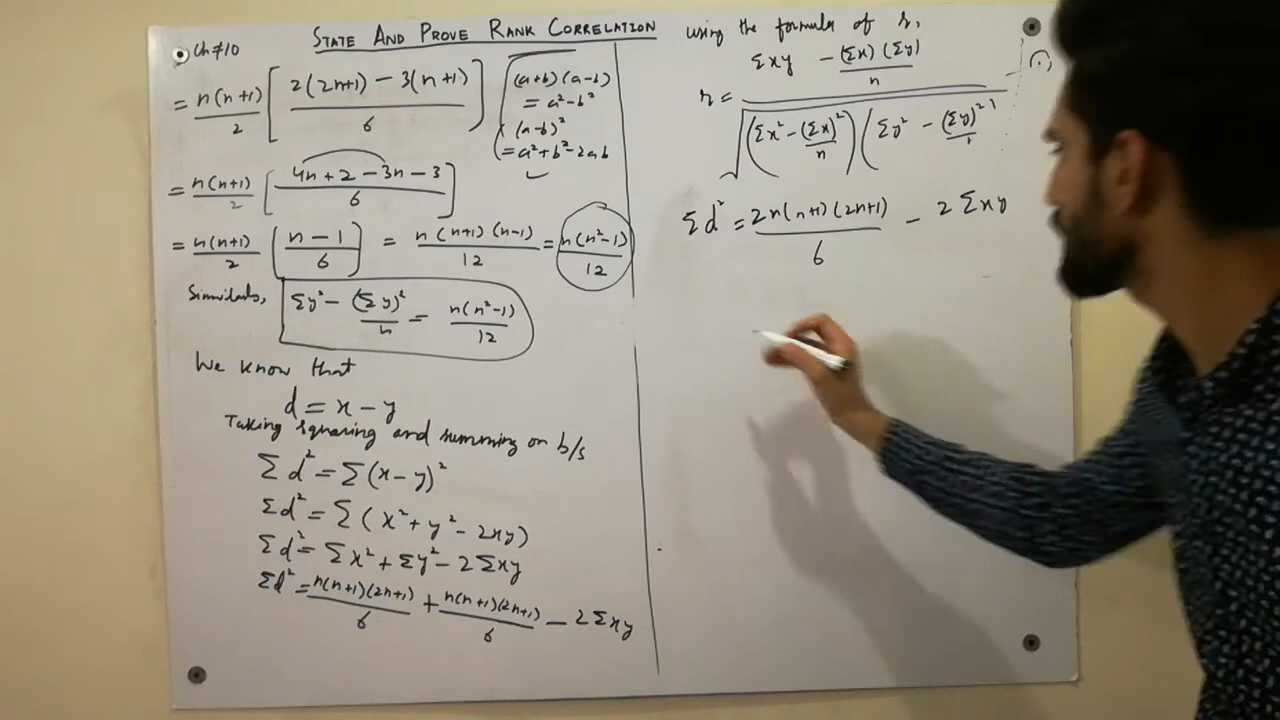 Ch # 10
STATE AND PROVE RANK CORRELATION
= n(n+1)/2 [ 2(2n+1) - 3(n+1) / 6 ]
(a+b)(a-b)
= a² - b²
(a-b)²
= a² + b² - 2ab
= n(n+1)/2 [ 4n + 2 - 3n - 3 / 6 ]
= n(n+1)/2 [ n - 1 / 6 ] = n(n+1)(n-1)/12 = n(n²-1)/12
Similarly, Σy² - (Σy)²/n = n(n²-1)/12
We know that
d = x - y
Taking squaring and summing on b/s
Σd² = Σ(x-y)²
Σd² = Σ(x² + y² - 2xy)
Σd² = Σx² + Σy² - 2Σxy
Σd² = n(n+1)(2n+1)/6 + n(n+1)(2n+1)/6 - 2Σxy
using the formula of r,
r = Σxy - (Σx)(Σy)/n / √(Σx² - (Σx)²/n)(Σy² - (Σy)²/
Σd² = 2n(n+1)(2n+1)/6 - 2Σxy